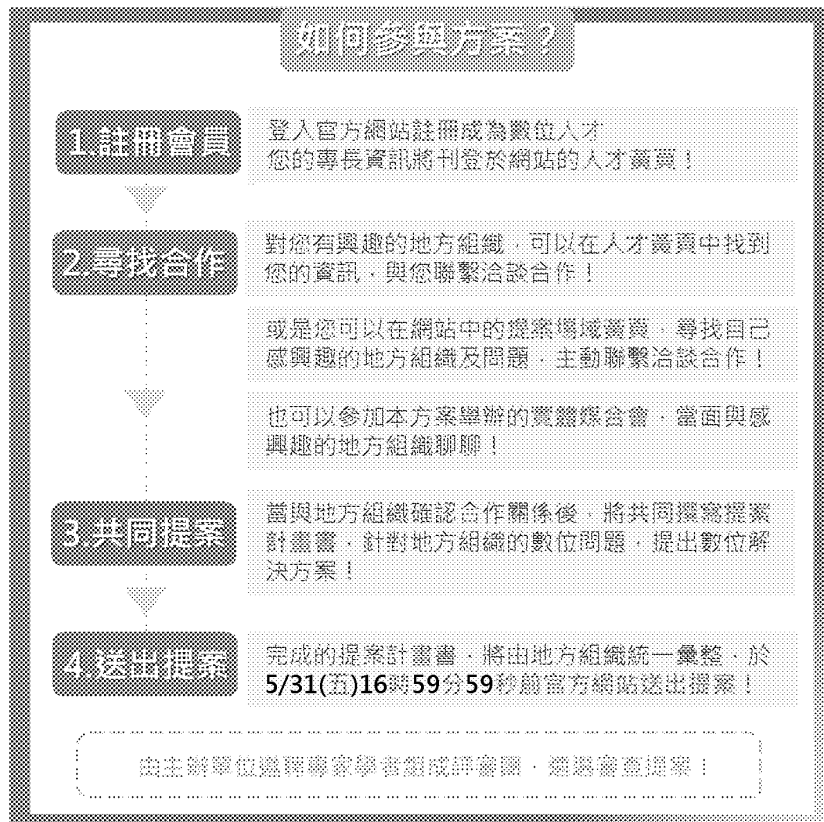 如何參與方案？
1.註冊會員
登入官方網站註冊成為數位人才
您的專長資訊將刊登於網站的人才黃頁！
2.尋找合作
對您有興趣的地方組織，可以在人才黃頁中找到
您的資訊，與您聯繫洽談合作！
或是您可以在網站中的提案場域黃頁，尋找自己
感興趣的地方組織及問題，主動聯繫洽談合作！
也可以參加本方案舉辦的實體媒合會，當面與感
興趣的地方組織聊聊！
3.共同提案
當與地方組織確認合作關係後，將共同撰寫提案
計畫書，針對地方組織的數位問題，提出數位解
決方案！
4.送出提案
完成的提案計畫書，將由地方組織統一彙整，於
5/31(五)16時59分59秒前官方網站送出提案！
由主辦單位邀聘專家學者組成評審團，遴選審查提案！